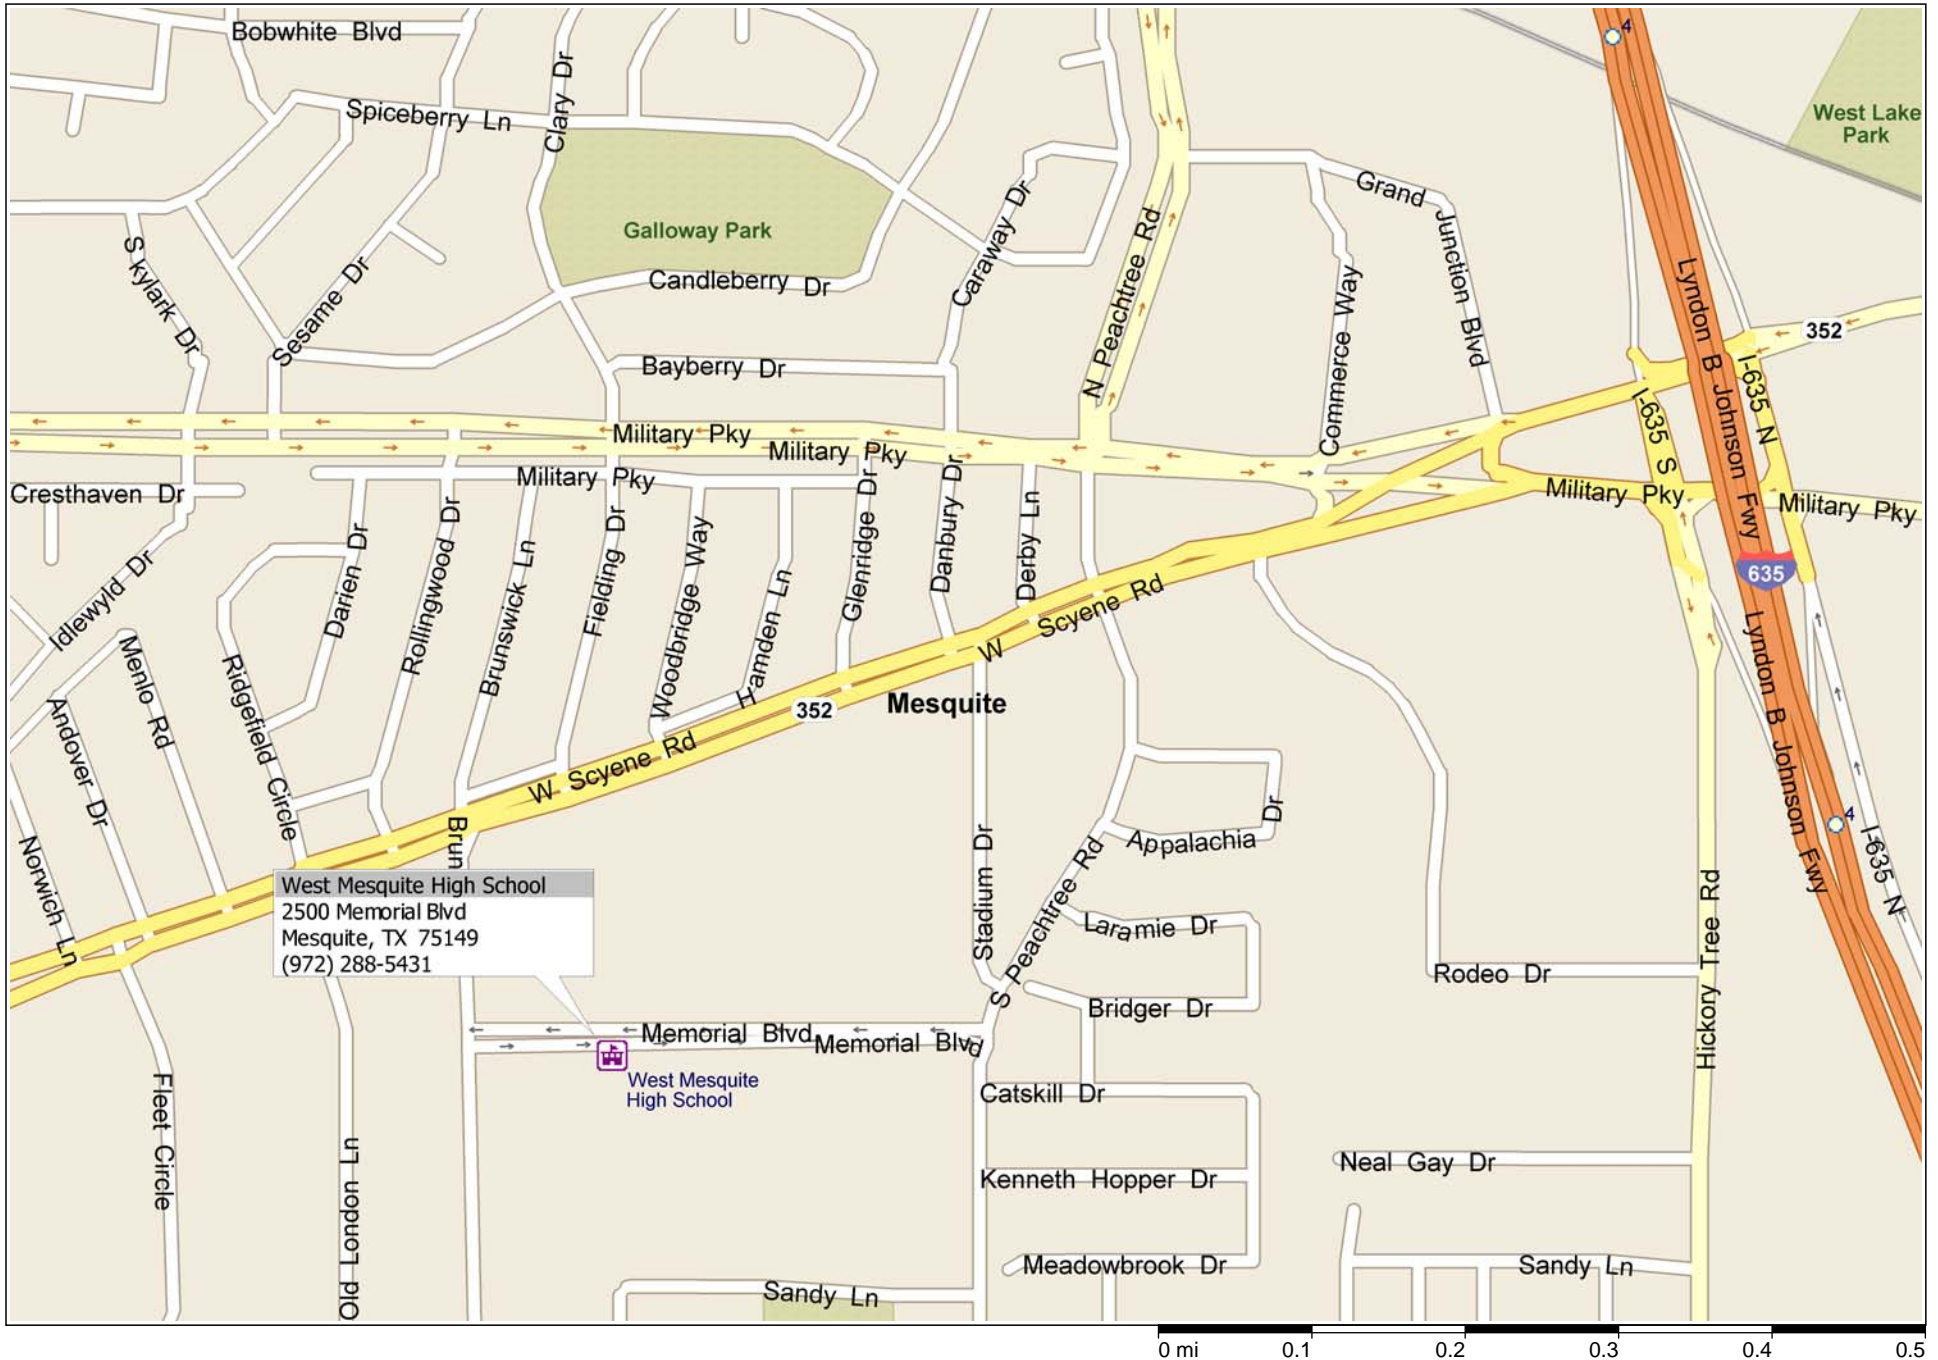 Bobwhite Blvd
4
Clary Dr
Spiceberry Ln
West Lake
Park
Grand Junction Blvd
Galloway Park
Caraway Dr
N Peachtree Rd
Skylark Dr
Sesame Dr
Candleberry Dr
Commerce Way
Lyndon B Johnson Fwy
352
Bayberry Dr
I-635 N
I-635 S
Military Pky
Military Pky
Military Pky
Cresthaven Dr
Military Pky
Military Pky
Rollingwood Dr
Darien Dr
Brunswick Ln
Fielding Dr
Woodbridge Way
Hamden Ln
Glenridge Dr
Danbury Dr
Derby Ln
635
Idlewyld Dr
W Scyene Rd
Menlo Rd
Ridgefield Circle
Lyndon B Johnson Fwy
Andover Dr
352
Mesquite
W Scyene Rd
Norwich Ln
Brun
Stadium Dr
Appalachia Dr
4
I-635 N
West Mesquite High School
2500 Memorial Blvd
Mesquite, TX 75149
(972) 288-5431
S Peachtree Rd
Laramie Dr
Hickory Tree Rd
Rodeo Dr
Bridger Dr
Memorial Blvd
Memorial Blvd
West Mesquite
High School
Catskill Dr
Fleet Circle
Old London Ln
Kenneth Hopper Dr
Neal Gay Dr
Meadowbrook Dr
Sandy Ln
Sandy Ln
0 mi 0.1 0.2 0.3 0.4 0.5